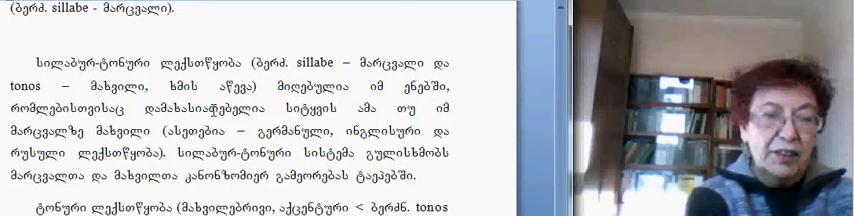 (ბერძ. sillabe - მარცვალი).
სილაბურ-ტონური ლექსთწყობა (ბერძ. sillabe – მარცვალი და
tonos – მახვილი, ხმის აწევა) მიღებულია იმ ენებში,
რომლებისთვისაც დამახასიათებელია სიტყვის ამა თუ იმ
მარცვალზე მახვილი (ასეთებია – გერმანული, ინგლისური და
რუსული ლექსთწყობა). სილაბურ-ტონური სისტემა გულისხმობს
მარცვალთა და მახვილთა კანონზომიერ გამეორებას ტაეპებში.
ტონური ლექსთწყობა (მახვილებრივი, აქცენტური < ბერძნ. tonos